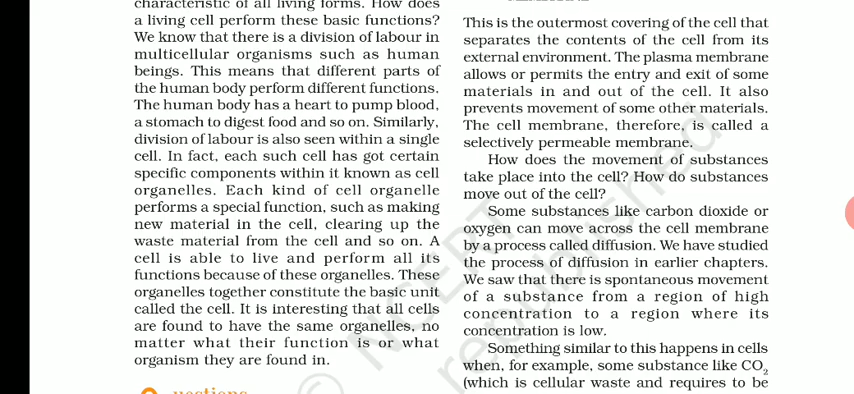 characteristic of all living forms. How does
a living cell perform these basic functions?
We know that there is a division of labour in
multicellular organisms such as human
beings. This means that different parts of
the human body perform different functions.
The human body has a heart to pump blood,
a stomach to digest food and so on. Similarly,
division of labour is also seen within a single
cell. In fact, each such cell has got certain
specific components within it known as cell
organelles. Each kind of cell organelle
performs a special function, such as making
new material in the cell, clearing up the
waste material from the cell and so on. A
cell is able to live and perform all its
functions because of these organelles. These
organelles together constitute the basic unit
called the cell. It is interesting that all cells
are found to have the same organelles, no
matter what their function is or what
organism they are found in.
Questions
This is the outermost covering of the cell that
separates the contents of the cell from its
external environment. The plasma membrane
allows or permits the entry and exit of some
materials in and out of the cell. It also
prevents movement of some other materials.
The cell membrane, therefore, is called a
selectively permeable membrane.
How does the movement of substances
take place into the cell? How do substances
move out of the cell?
Some substances like carbon dioxide or
oxygen can move across the cell membrane
by a process called diffusion. We have studied
the process of diffusion in earlier chapters.
We saw that there is spontaneous movement
of a substance from a region of high
concentration to a region where its
concentration is low.
Something similar to this happens in cells
when, for example, some substance like CO₂
(which is cellular waste and requires to be
© NCERT
republished